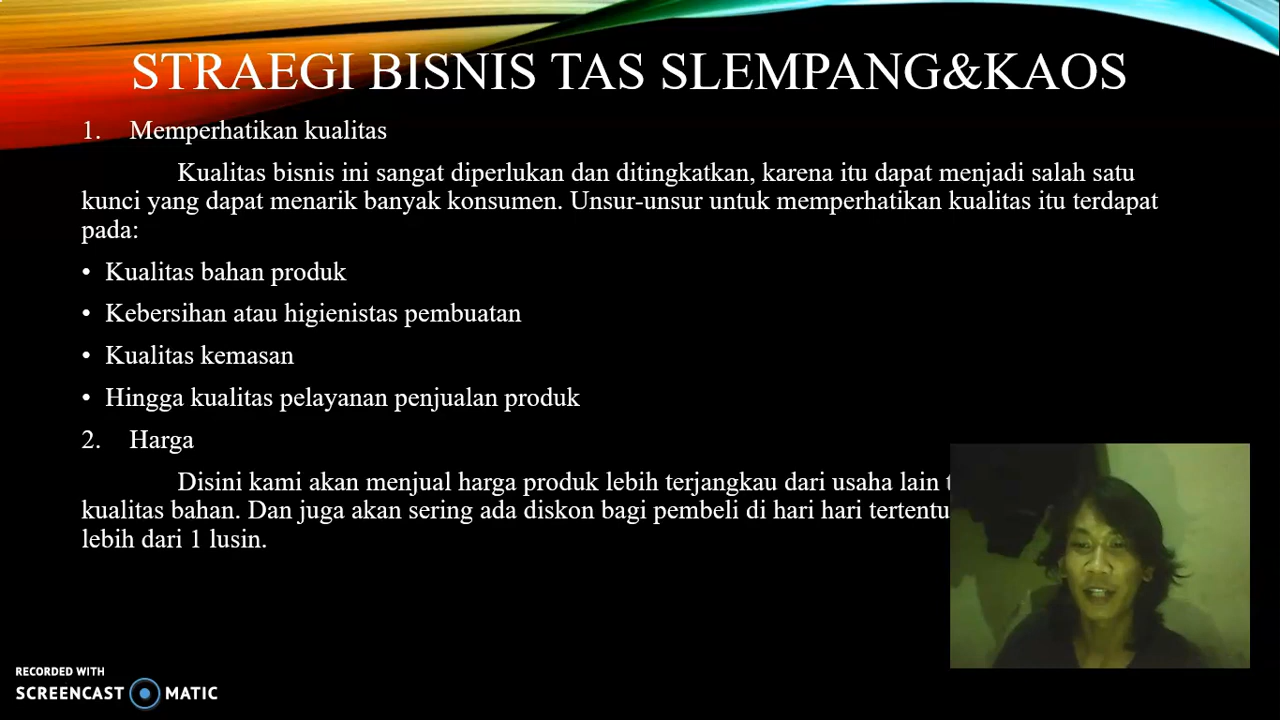 STRAEGI BISNIS TAS SLEMPANG&KAOS
1. Memperhatikan kualitas
Kualitas bisnis ini sangat diperlukan dan ditingkatkan, karena itu dapat menjadi salah satu
kunci yang dapat menarik banyak konsumen. Unsur-unsur untuk memperhatikan kualitas itu terdapat
pada:
• Kualitas bahan produk
• Kebersihan atau higienistas pembuatan
• Kualitas kemasan
• Hingga kualitas pelayanan penjualan produk
2. Harga
Disini kami akan menjual harga produk lebih terjangkau dari usaha lain
kualitas bahan. Dan juga akan sering ada diskon bagi pembeli di hari hari
lebih dari 1 lusin.
RECORDED WITH
SCREENCAST MATIC